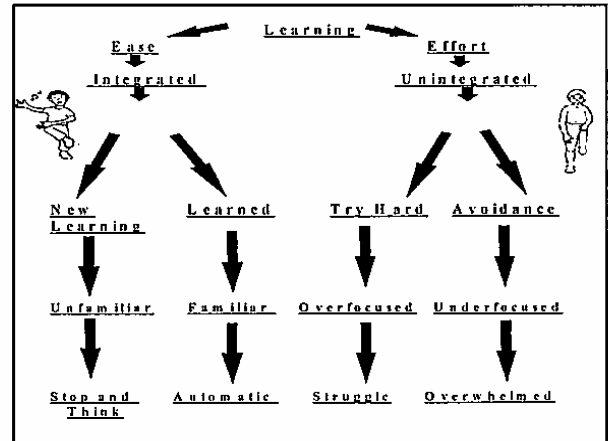 Learning
Ease Effort
Integrated Unintegrated
New Learned Try Hard Avoidance
Learning
Unfamiliar Familiar Overfocused Underfocused
Stop and Automatic Struggle Overwhelmed
Think